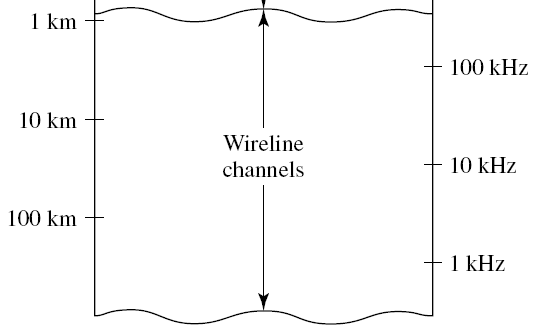 1 km
100 kHz
10 km
Wireline
channels
10 kHz
100 km
1 kHz